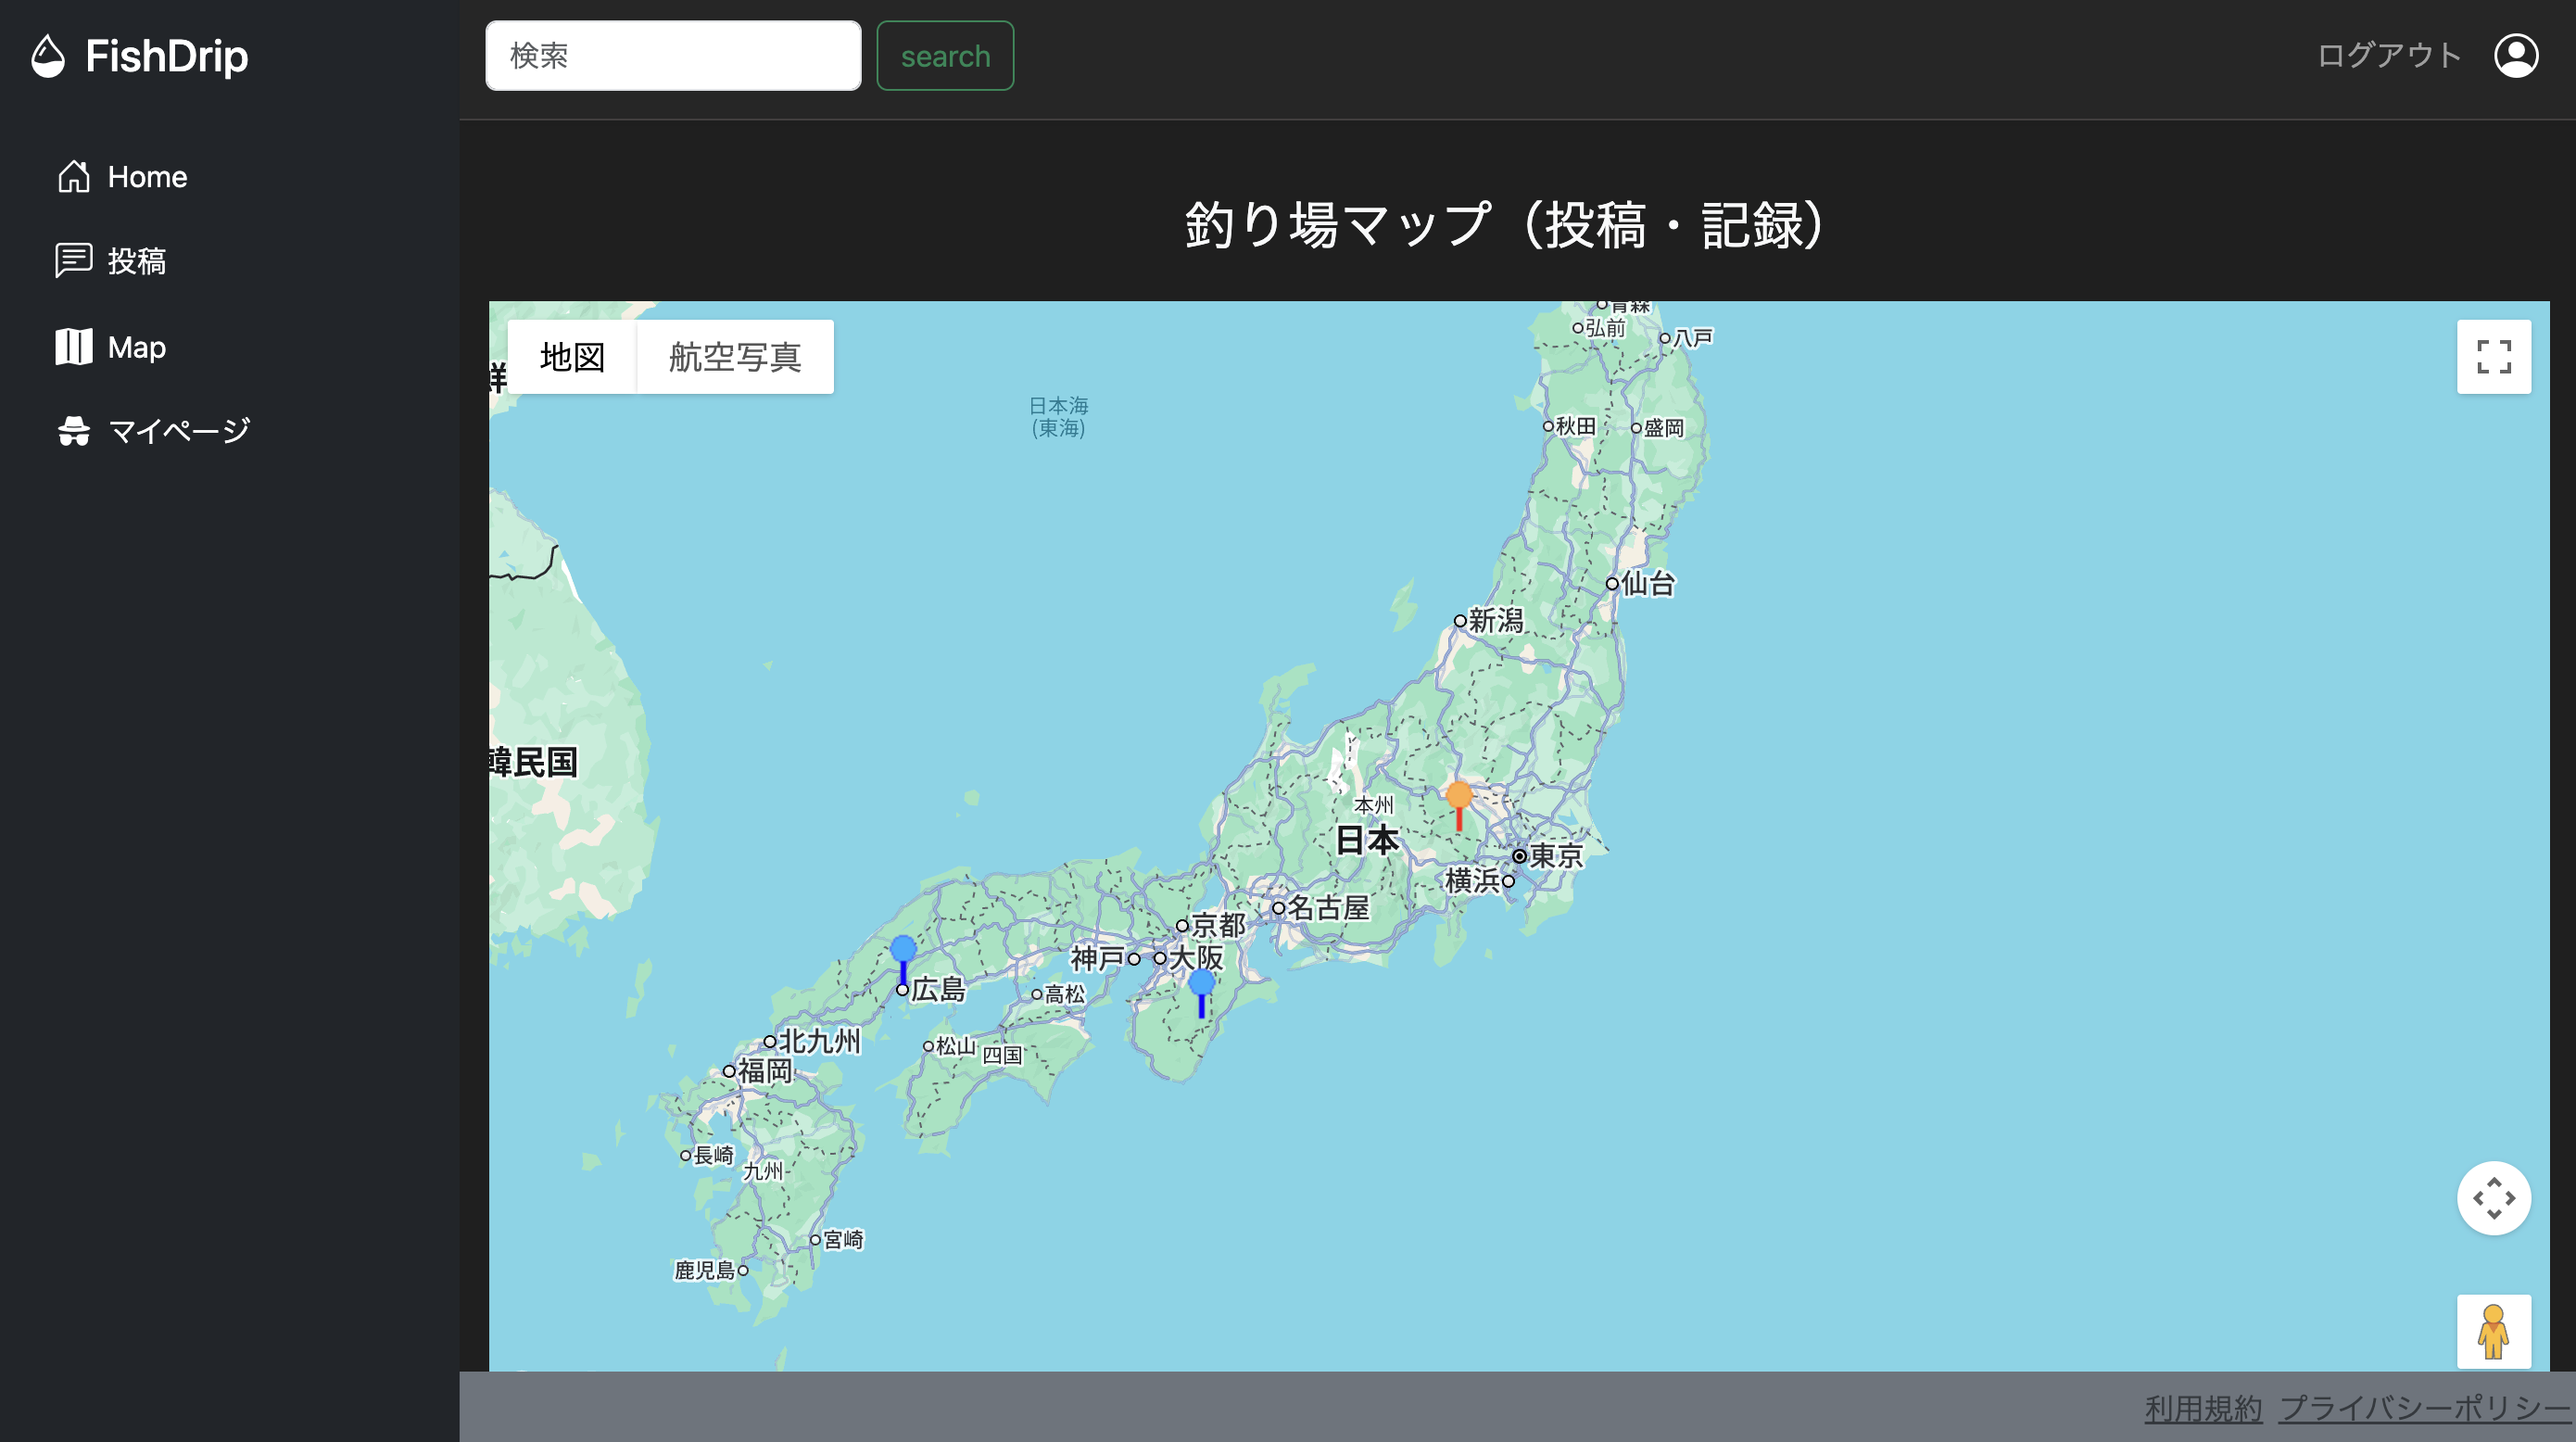 FishDrip
検索
search
ログアウト
Home
投稿
Map
マイページ
釣り場マップ（投稿・記録）
地図
航空写真
青森
弘前
八戸
日本海
(東海)
秋田
盛岡
仙台
新潟
韓民国
本州
日本
東京
横浜
名古屋
京都
神戸
大阪
広島
高松
北九州
松山
四国
福岡
長崎
九州
宮崎
鹿児島
利用規約
プライバシーポリシー